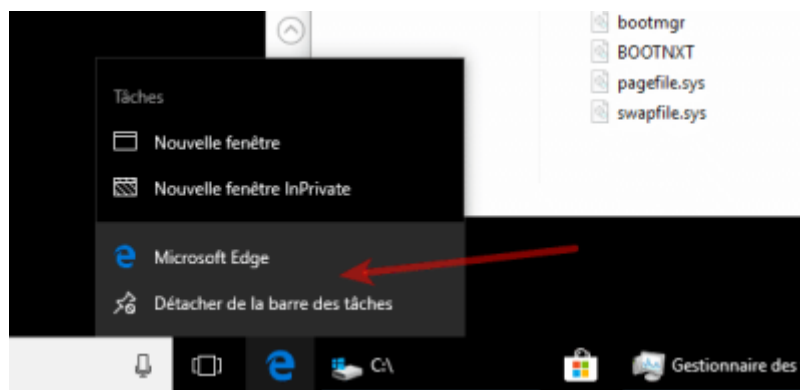 bootmgr
BOOTNXT
pagefile.sys
swapfile.sys
Tâches
Nouvelle fenêtre
Nouvelle fenêtre InPrivate
Microsoft Edge
Détacher de la barre des tâches
C:\
Gestionnaire des